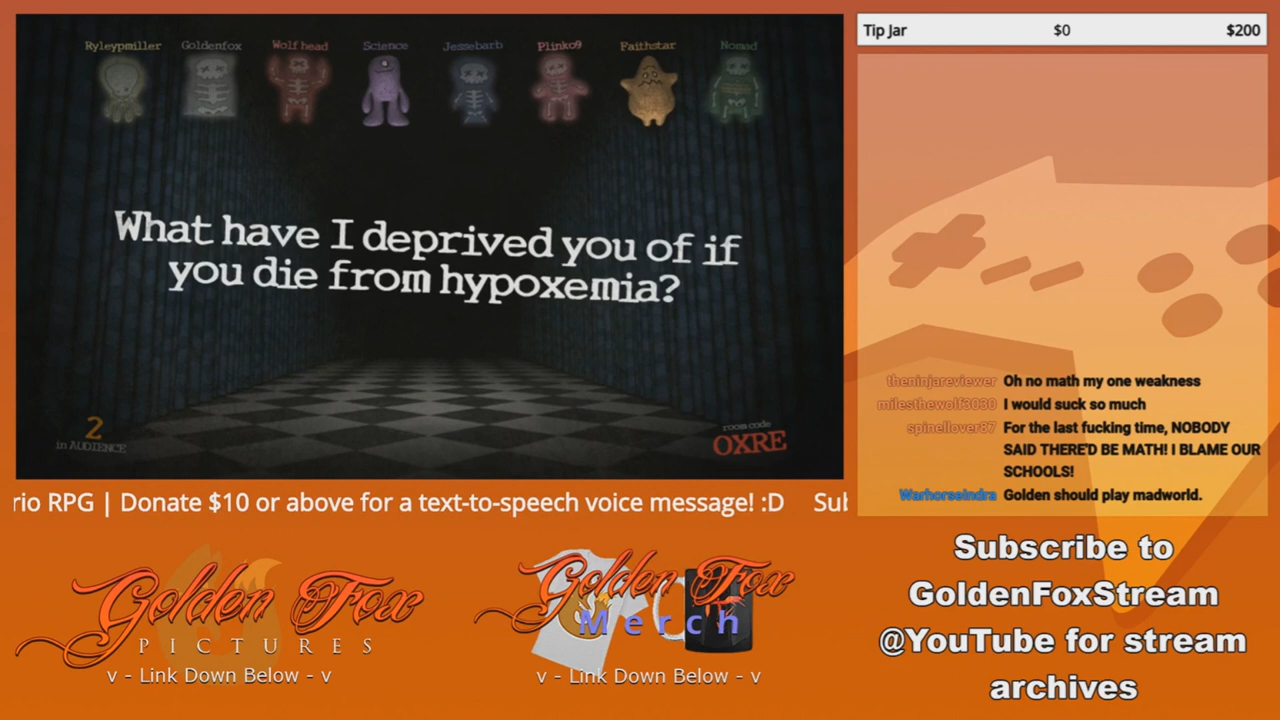 Ryleypmiller Goldenfox Wolf head Science Jessebarb Plinko9 Faithstar Nomad
What have I deprived you of if
you die from hypoxemia?
2
in AUDIENCE
room code
OXRE
Tip Jar $0 $200
theninjareviewer Oh no math my one weakness
milesthewolf3030 I would suck so much
spinellover87 For the last fucking time, NOBODY
SAID THERE'D BE MATH! I BLAME OUR
SCHOOLS!
WarhorseIndra Golden should play madworld.
rio RPG | Donate $10 or above for a text-to-speech voice message! :D Sub
Golden Fox
PICTURES
v - Link Down Below - v
Golden Fox
Merch
v - Link Down Below - v
Subscribe to
GoldenFoxStream
@YouTube for stream
archives